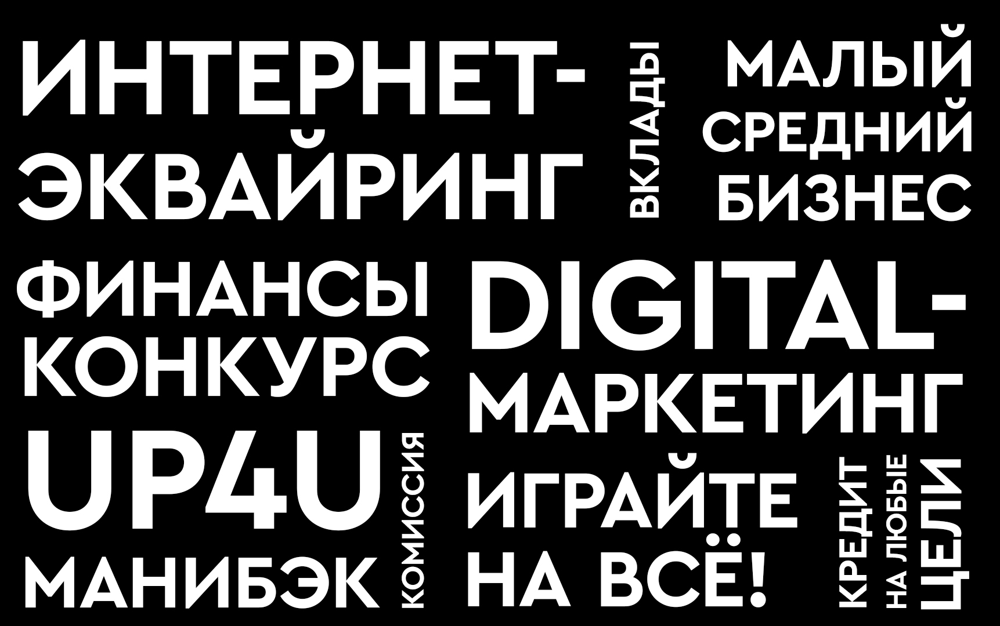 ИНТЕРНЕТ-
ЭКВАЙРИНГ
ВКЛАДЫ
МАЛЫЙ
СРЕДНИЙ
БИЗНЕС
ФИНАНСЫ
КОНКУРС
DIGITAL-
МАРКЕТИНГ
UP4U
МАНИБЭК
КОМИССИЯ
ИГРАЙТЕ
НА ВСЁ!
КРЕДИТ
НА ЛЮБЫЕ
ЦЕЛИ